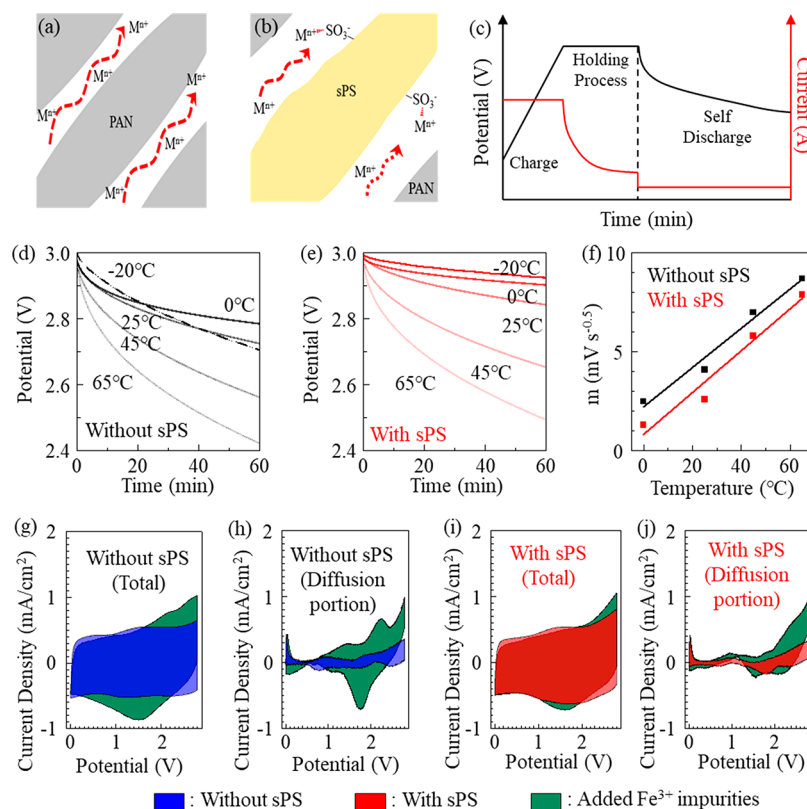 (a)
Mⁿ⁺
Mⁿ⁺
PAN
Mⁿ⁺
Mⁿ⁺
(b)
Mⁿ⁺
SO₃⁻
sPS
SO₃⁻
Mⁿ⁺
Mⁿ⁺
PAN
(c)
Potential (V)
Charge
Holding
Process
Self
Discharge
Current (A)
Time (min)
(d)
3.0
2.8
2.6
2.4
Potential (V)
-20°C
0°C
25°C
45°C
65°C
Without sPS
0 20 40 60
Time (min)
(e)
3.0
2.8
2.6
2.4
Potential (V)
-20°C
0°C
25°C
45°C
65°C
With sPS
0 20 40 60
Time (min)
(f)
10
5
0
m (mV s⁻⁰·⁵)
Without sPS
With sPS
0 20 40 60
Temperature (°C)
(g)
2
1
0
-1
Current Density (mA/cm²)
Without sPS
(Total)
0 1 2
Potential (V)
(h)
2
1
0
-1
Current Density (mA/cm²)
Without sPS
(Diffusion
portion)
0 2
Potential (V)
(i)
2
1
0
-1
Current Density (mA/cm²)
With sPS
(Total)
0 1 2
Potential (V)
(j)
2
1
0
-1
Current Density (mA/cm²)
With sPS
(Diffusion
portion)
0 1 2
Potential (V)
: Without sPS : With sPS : Added Fe³⁺ impurities